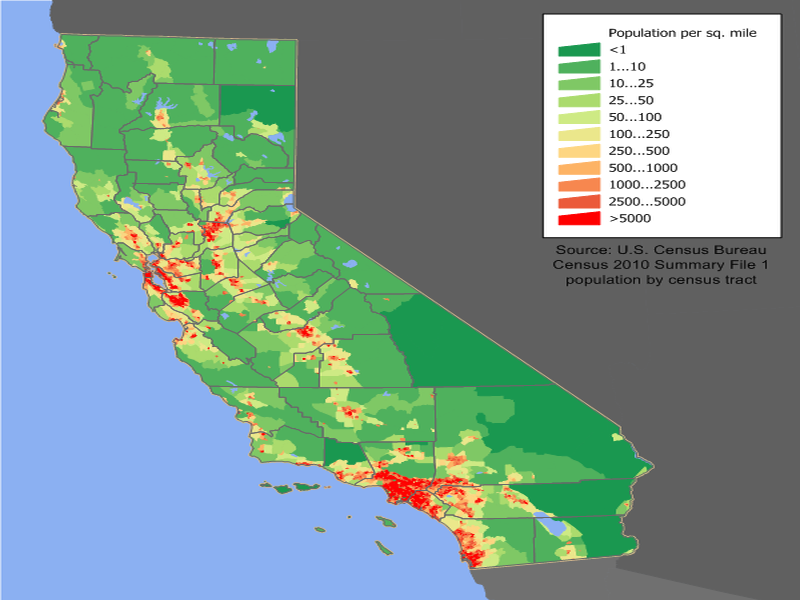 Population per sq. mile
<1
1...10
10...25
25...50
50...100
100...250
250...500
500...1000
1000...2500
2500...5000
>5000
Source: U.S. Census Bureau
Census 2010 Summary File 1
population by census tract